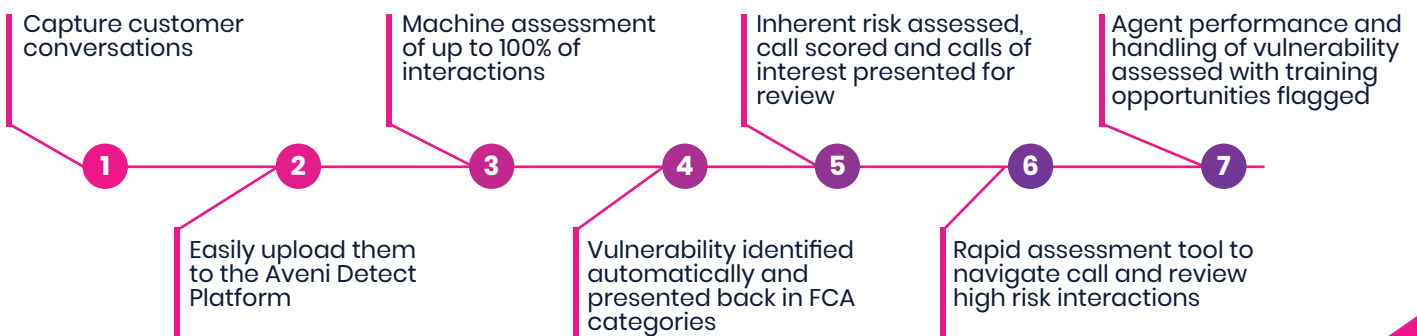 Capture customer
conversations
1
Easily upload them
to the Aveni Detect
Platform
2
Machine assessment
of up to 100% of
interactions
3
Vulnerability identified
automatically and
presented back in FCA
categories
4
Inherent risk assessed,
call scored and calls of
interest presented for
review
5
Rapid assessment tool to
navigate call and review
high risk interactions
6
Agent performance and
handling of vulnerability
assessed with training
opportunities flagged
7